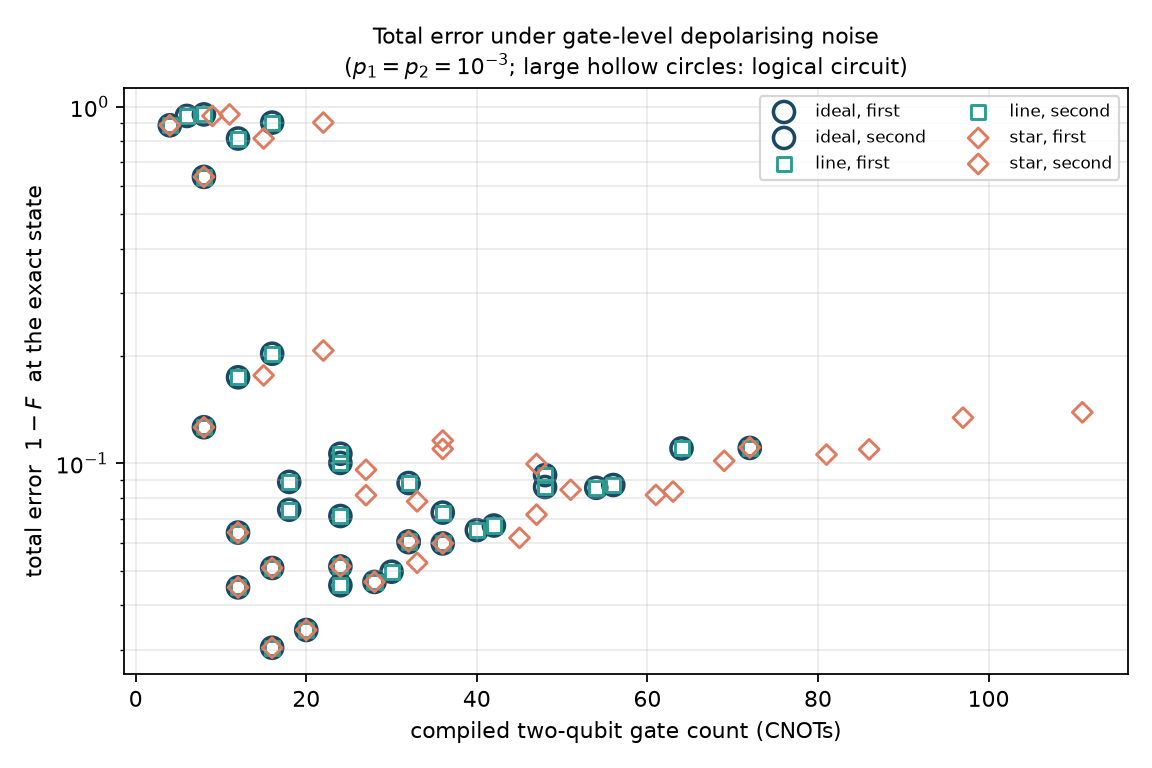 Total error under gate-level depolarising noise
(p₁ = p₂ = 10⁻³; large hollow circles: logical circuit)
total error 1 − F at the exact state
10⁰
10⁻¹
ideal, first
ideal, second
line, first
line, second
star, first
star, second
0 20 40 60 80 100
compiled two-qubit gate count (CNOTs)